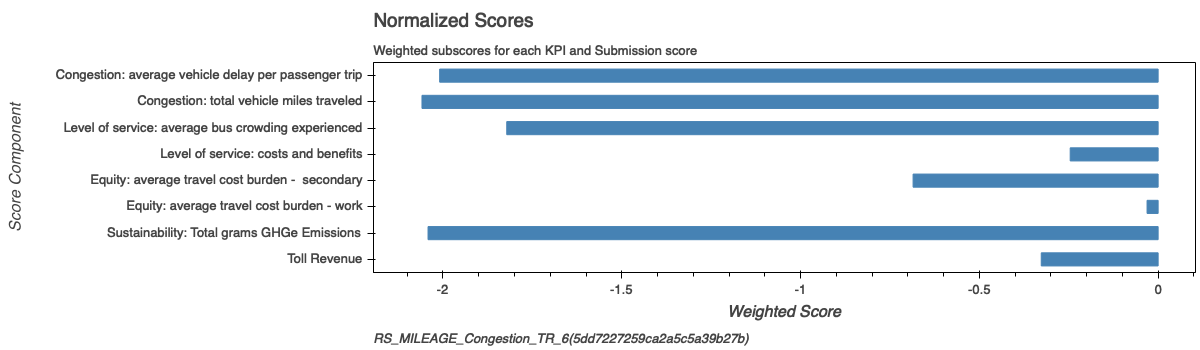 Normalized Scores
Weighted subscores for each KPI and Submission score
Score Component
Congestion: average vehicle delay per passenger trip
Congestion: total vehicle miles traveled
Level of service: average bus crowding experienced
Level of service: costs and benefits
Equity: average travel cost burden -  secondary
Equity: average travel cost burden - work
Sustainability: Total grams GHGe Emissions
Toll Revenue
-2 -1.5 -1 -0.5 0
Weighted Score
RS_MILEAGE_Congestion_TR_6(5dd7227259ca2a5c5a39b27b)